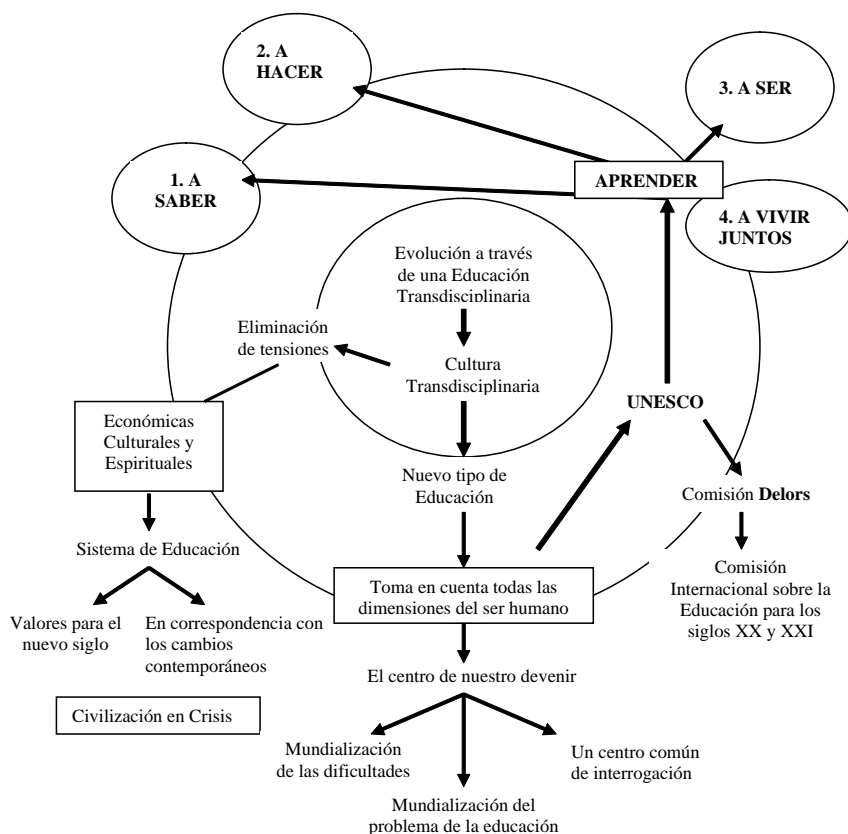 2. A
HACER
3. A SER
1. A
SABER
APRENDER
4. A VIVIR
JUNTOS
Evolución a través
de una Educación
Transdisciplinaria
Eliminación
de tensiones
Cultura
Transdisciplinaria
UNESCO
Económicas
Culturales y
Espirituales
Nuevo tipo de
Educación
Comisión Delors
Sistema de Educación
Comisión
Internacional sobre la
Educación para los
siglos XX y XXI
Toma en cuenta todas las
dimensiones del ser humano
Valores para el
nuevo siglo
En correspondencia con
los cambios
contemporáneos
El centro de nuestro devenir
Civilización en Crisis
Mundialización
de las dificultades
Un centro común
de interrogación
Mundialización del
problema de la educación